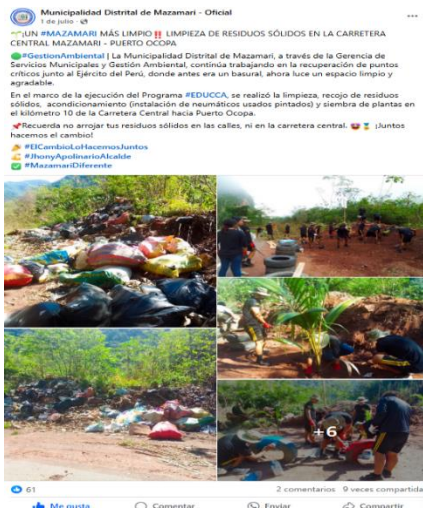 Municipalidad Distrital de Mazamari - Oficial
1 de julio ·
¡UN #MAZAMARI MÁS LIMPIO LIMPIEZA DE RESIDUOS SÓLIDOS EN LA CARRETERA
CENTRAL MAZAMARI - PUERTO OCOPA
#GestionAmbiental | La Municipalidad Distrital de Mazamari, a través de la Gerencia de
Servicios Municipales y Gestión Ambiental, continúa trabajando en la recuperación de puntos
críticos junto al Ejército del Perú, donde antes era un basural, ahora luce un espacio limpio y
agradable.
En el marco de la ejecución del Programa #EDUCCA, se realizó la limpieza, recojo de residuos
sólidos, acondicionamiento (instalación de neumáticos usados pintados) y siembra de plantas en
el kilómetro 10 de la Carretera Central hacia Puerto Ocopa.
Recuerda no arrojar tus residuos sólidos en las calles, ni en la carretera central. ¡Juntos
hacemos el cambio!
#ElCambioLoHacemosJuntos
#JhonyApolinarioAlcalde
#MazamariDiferente
+6
61
2 comentarios 9 veces compartida
Me gusta Comentar Enviar Compartir